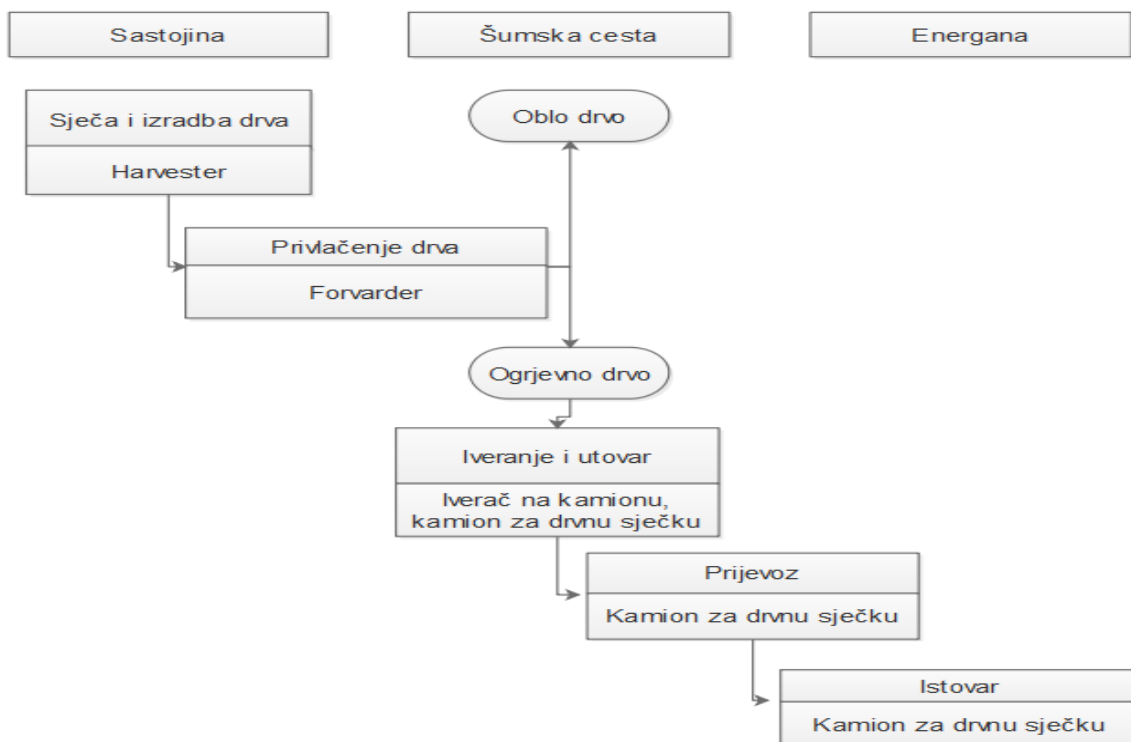 Sastojina
Šumska cesta
Energana
Sječa i izradba drva
Harvester
Oblo drvo
Privlačenje drva
Forvarder
Ogrjevno drvo
Iveranje i utovar
Iverač na kamionu,
kamion za drvnu sječku
Prijevoz
Kamion za drvnu sječku
Istovar
Kamion za drvnu sječku